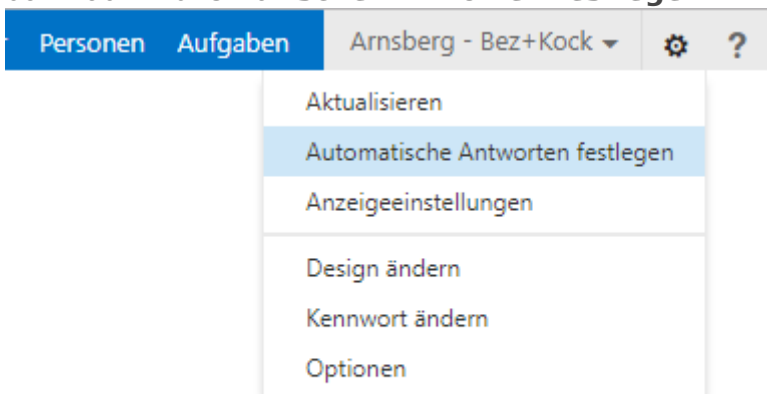 Personen Aufgaben Arnsberg - Bez+Kock ?
Aktualisieren
Automatische Antworten festlegen
Anzeigeeinstellungen
Design ändern
Kennwort ändern
Optionen